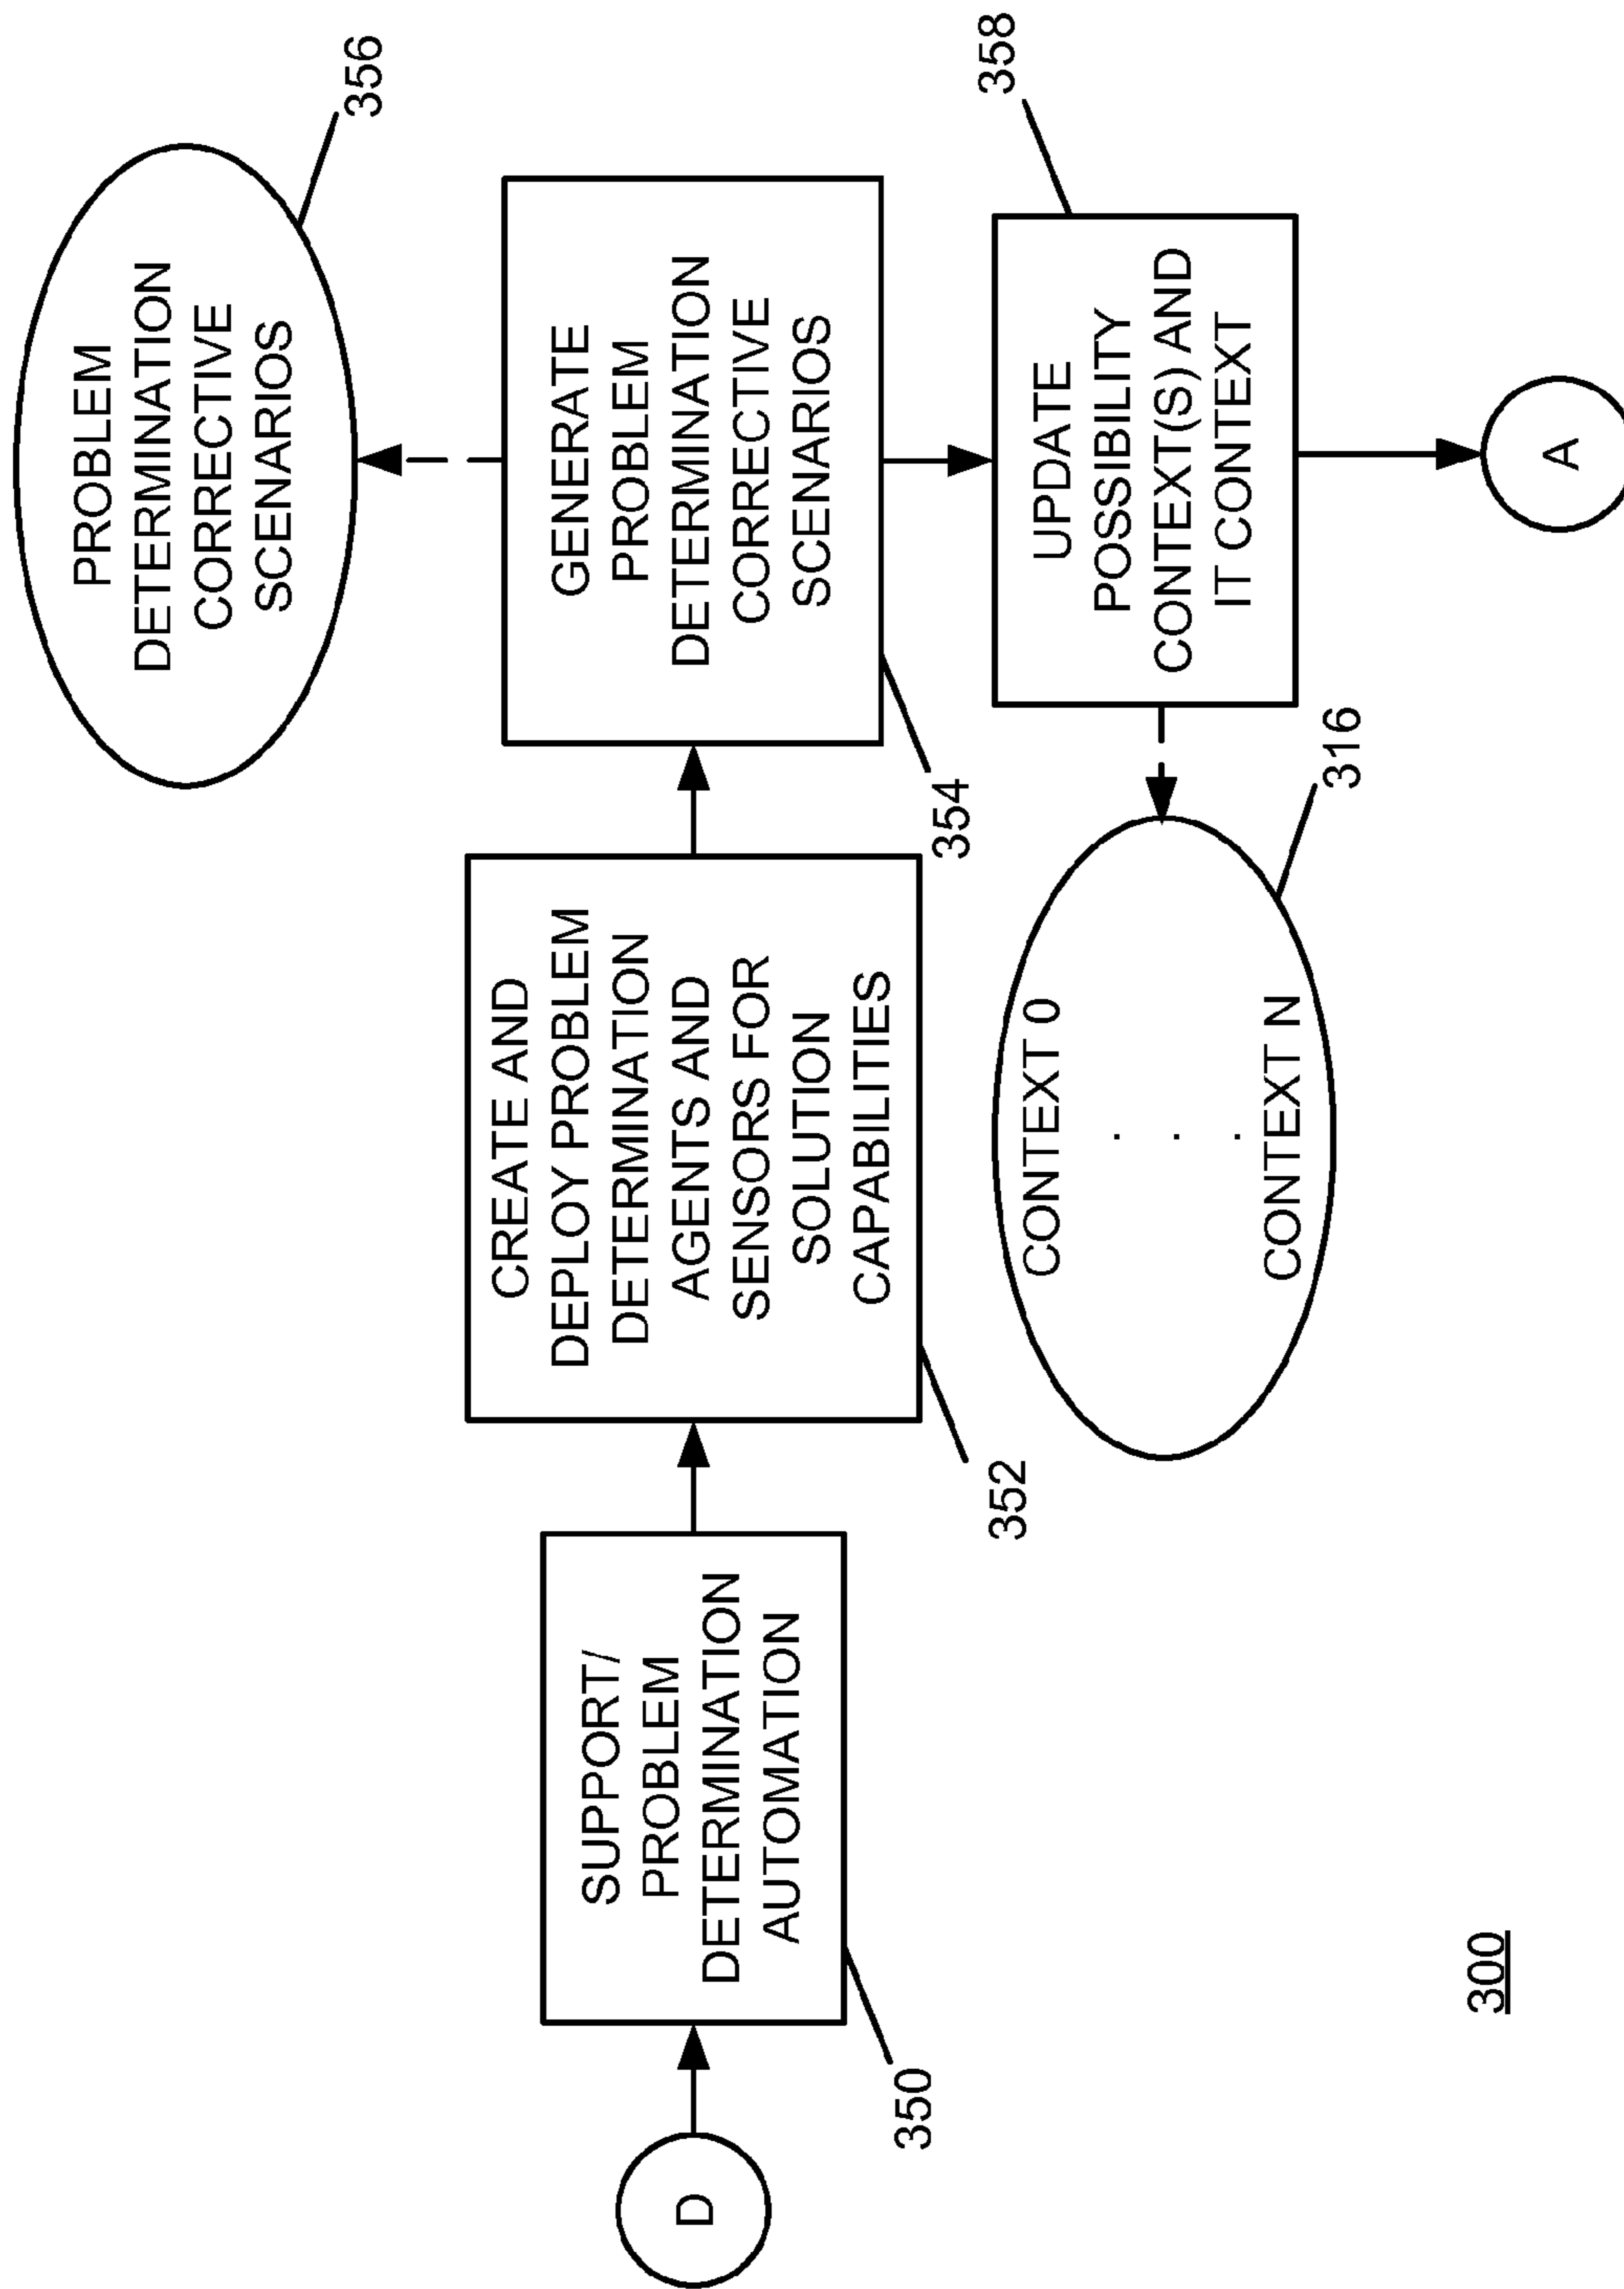 D
SUPPORT/
PROBLEM
DETERMINATION
AUTOMATION
350
CREATE AND
DEPLOY PROBLEM
DETERMINATION
AGENTS AND
SENSORS FOR
SOLUTION
CAPABILITIES
352
GENERATE
PROBLEM
DETERMINATION
CORRECTIVE
SCENARIOS
354
PROBLEM
DETERMINATION
CORRECTIVE
SCENARIOS
356
UPDATE
POSSIBILITY
CONTEXT(S) AND
IT CONTEXT
358
CONTEXT 0
.
.
.
CONTEXT N
316
A
300